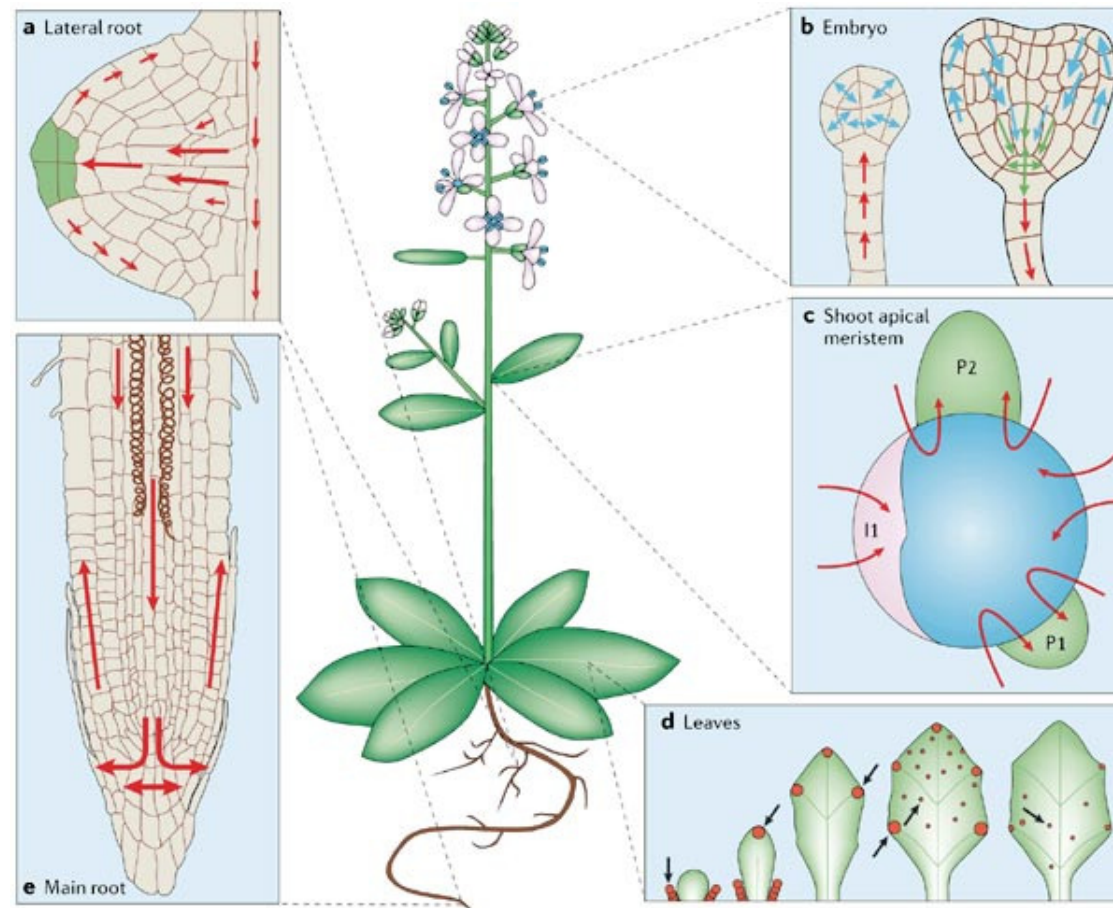 a Lateral root
b Embryo
c Shoot apical
meristem
P2
I1
P1
d Leaves
e Main root